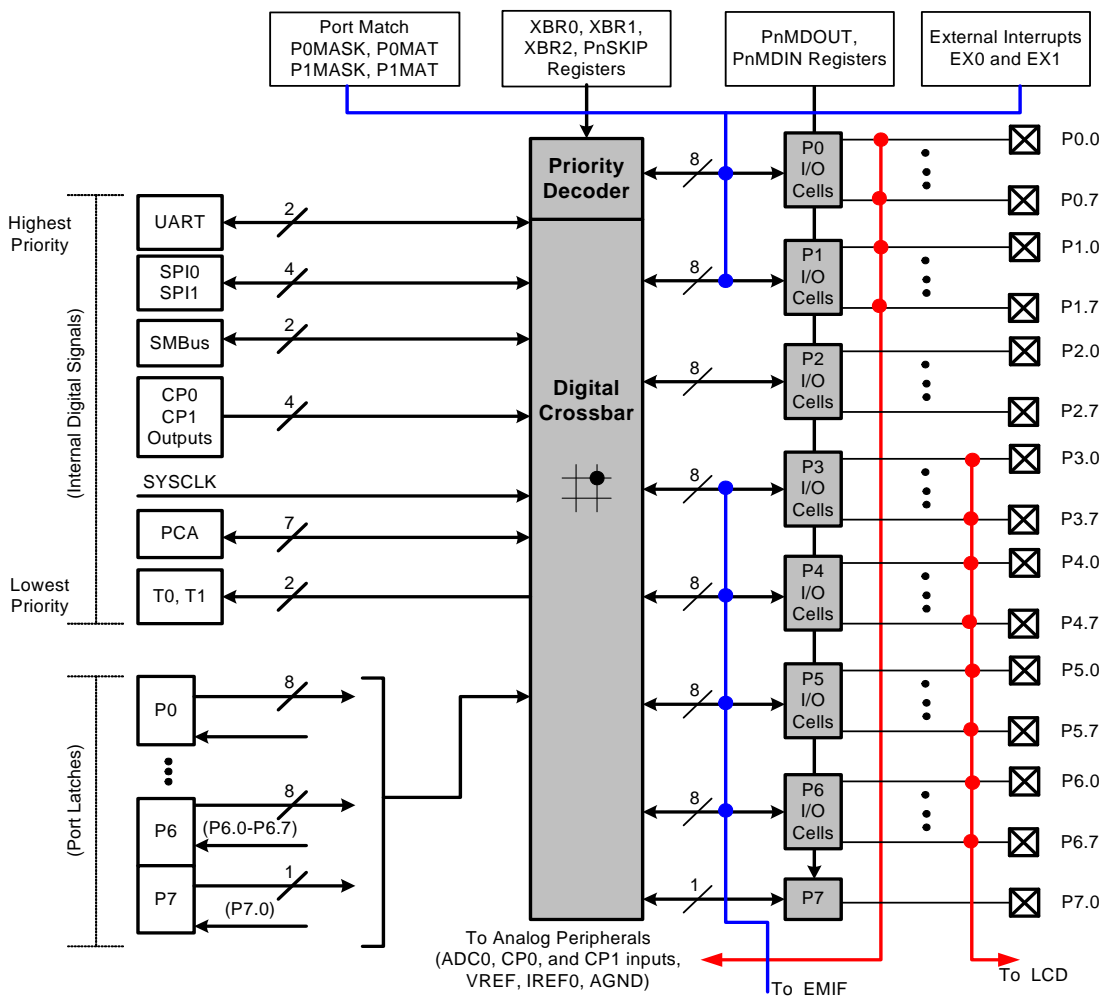 Port Match
P0MASK, P0MAT
P1MASK, P1MAT
XBR0, XBR1,
XBR2, PnSKIP
Registers
PnMDOUT,
PnMDIN Registers
External Interrupts
EX0 and EX1
Highest
Priority
Lowest
Priority
(Internal Digital Signals)
UART
2
SPI0
SPI1
4
SMBus
2
CP0
CP1
Outputs
4
SYSCLK
PCA
7
T0, T1
2
(Port Latches)
P0
8
P6
8
(P6.0-P6.7)
P7
1
(P7.0)
Priority
Decoder
Digital
Crossbar
8
P0
I/O
Cells
P0.0
P0.7
8
P1
I/O
Cells
P1.0
P1.7
8
P2
I/O
Cells
P2.0
P2.7
8
P3
I/O
Cells
P3.0
P3.7
8
P4
I/O
Cells
P4.0
P4.7
8
P5
I/O
Cells
P5.0
P5.7
8
P6
I/O
Cells
P6.0
P6.7
1
P7
P7.0
To Analog Peripherals
(ADC0, CP0, and CP1 inputs,
VREF, IREF0, AGND)
To EMIF
To LCD